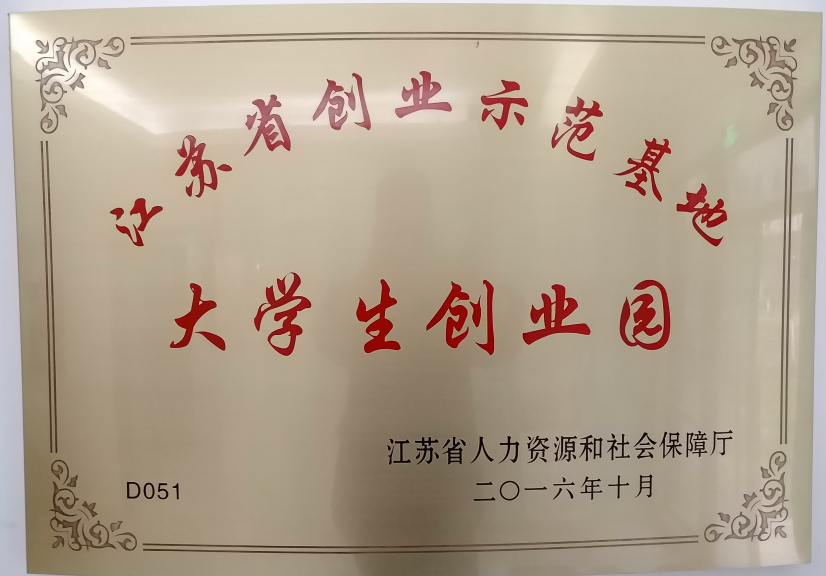 江苏省创业示范基地
大学生创业园
江苏省人力资源和社会保障厅
D051
二〇一六年十月